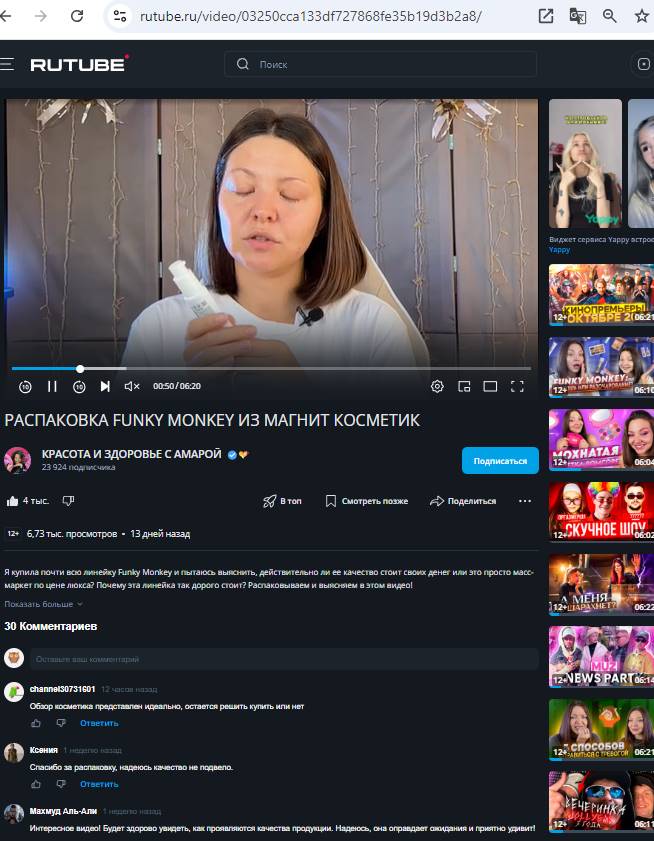 rutube.ru/video/03250cca133df727868fe35b19d3b2a8/
RUTUBE
Поиск
00:50 / 06:20
РАСПАКОВКА FUNKY MONKEY ИЗ МАГНИТ КОСМЕТИК
КРАСОТА И ЗДОРОВЬЕ С АМАРОЙ
23 924 подписчика
Подписаться
4 тыс.
В топ
Смотреть позже
Поделиться
12+ 6,73 тыс. просмотров • 13 дней назад
Я купила почти всю линейку Funky Monkey и пытаюсь выяснить, действительно ли ее качество стоит своих денег или это просто масс-
маркет по цене люкса? Почему эта линейка так дорого стоит? Распаковываем и выясняем в этом видео!
Показать больше
30 Комментариев
Оставьте ваш комментарий
channel30731601 12 часов назад
Обзор косметика представлен идеально, остается решить купить или нет
Ответить
Ксения 1 неделю назад
Спасибо за распаковку, надеюсь качество не подвело.
Ответить
Махмуд Аль-Али 1 неделю назад
Интересное видео! Будет здорово увидеть, как проявляются качества продукции. Надеюсь, она оправдает ожидания и приятно удивит!
Yappy
Виджет сервиса Yappy встрое
Yappy
КИНОПРЕМЬЕРЫ
ОКТЯБРЕ 20
12+ 06:21
FUNKY MONKEY:
12+ 06:10
МОХНАТАЯ
12+ 06:04
СКУЧНОЕ ШОУ
12+ 06:02
А МЕНЯ
ШАРАХНЕТ?
12+ 06:22
MUZ
NEWS PART
12+ 06:14
СПОСОБОВ
СПРАВИТЬСЯ С ТРЕВОГОЙ
12+ 06:21
ВЕЧЕРИНКА
JOLLYBELL
3 ГОДА
12+ 06:11